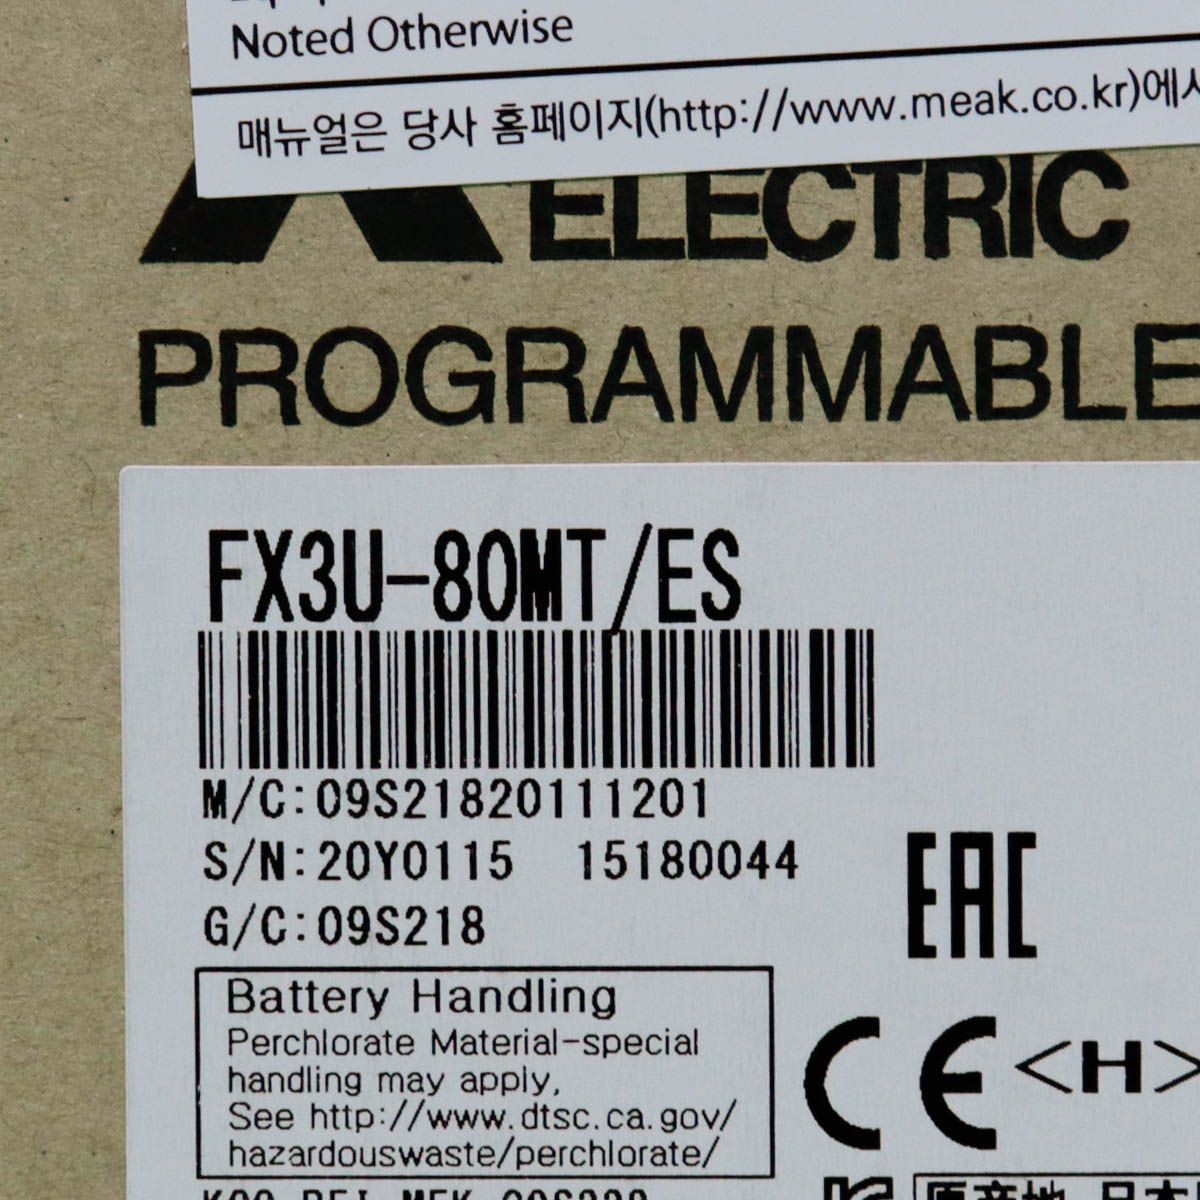 Noted Otherwise
매뉴얼은 당사 홈페이지(http://www.meak.co.kr)에서
ELECTRIC
PROGRAMMABLE
FX3U-80MT/ES
M/C:09S21820111201
S/N:20Y0115 15180044
G/C:09S218
EAC
Battery Handling
Perchlorate Material-special
handling may apply,
See http://www.dtsc.ca.gov/
hazardouswaste/perchlorate/
CE <H>